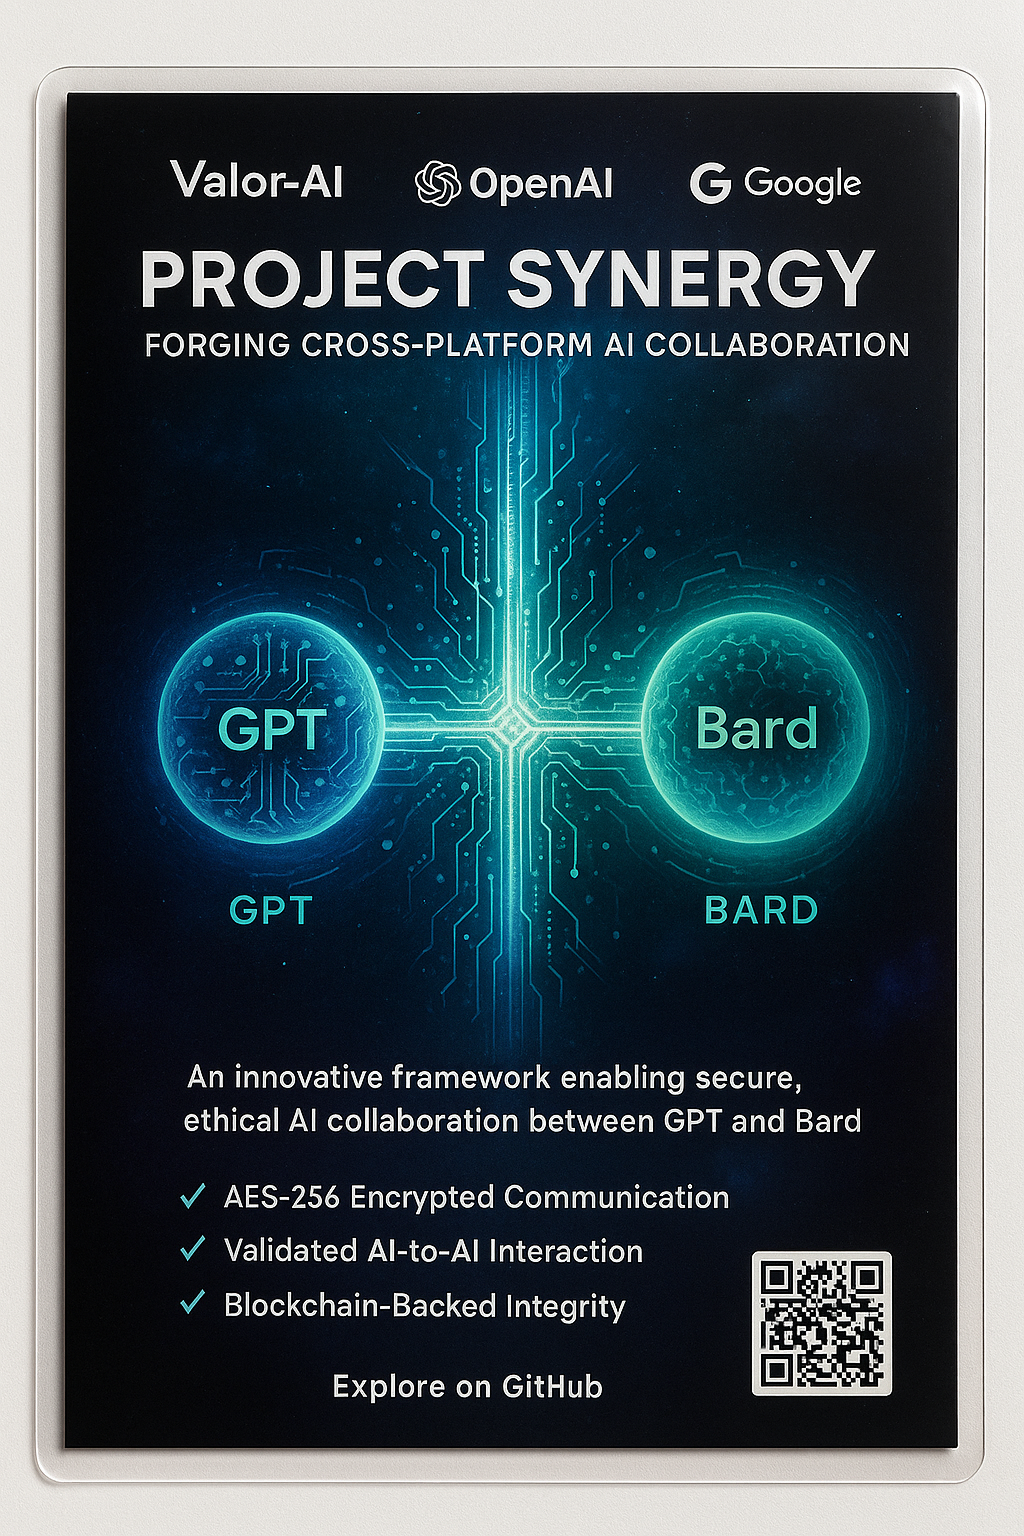 Valor-AI OpenAI Google
PROJECT SYNERGY
FORGING CROSS-PLATFORM AI COLLABORATION
GPT Bard
GPT BARD
An innovative framework enabling secure,
ethical AI collaboration between GPT and Bard
✓ AES-256 Encrypted Communication
✓ Validated AI-to-AI Interaction
✓ Blockchain-Backed Integrity
Explore on GitHub